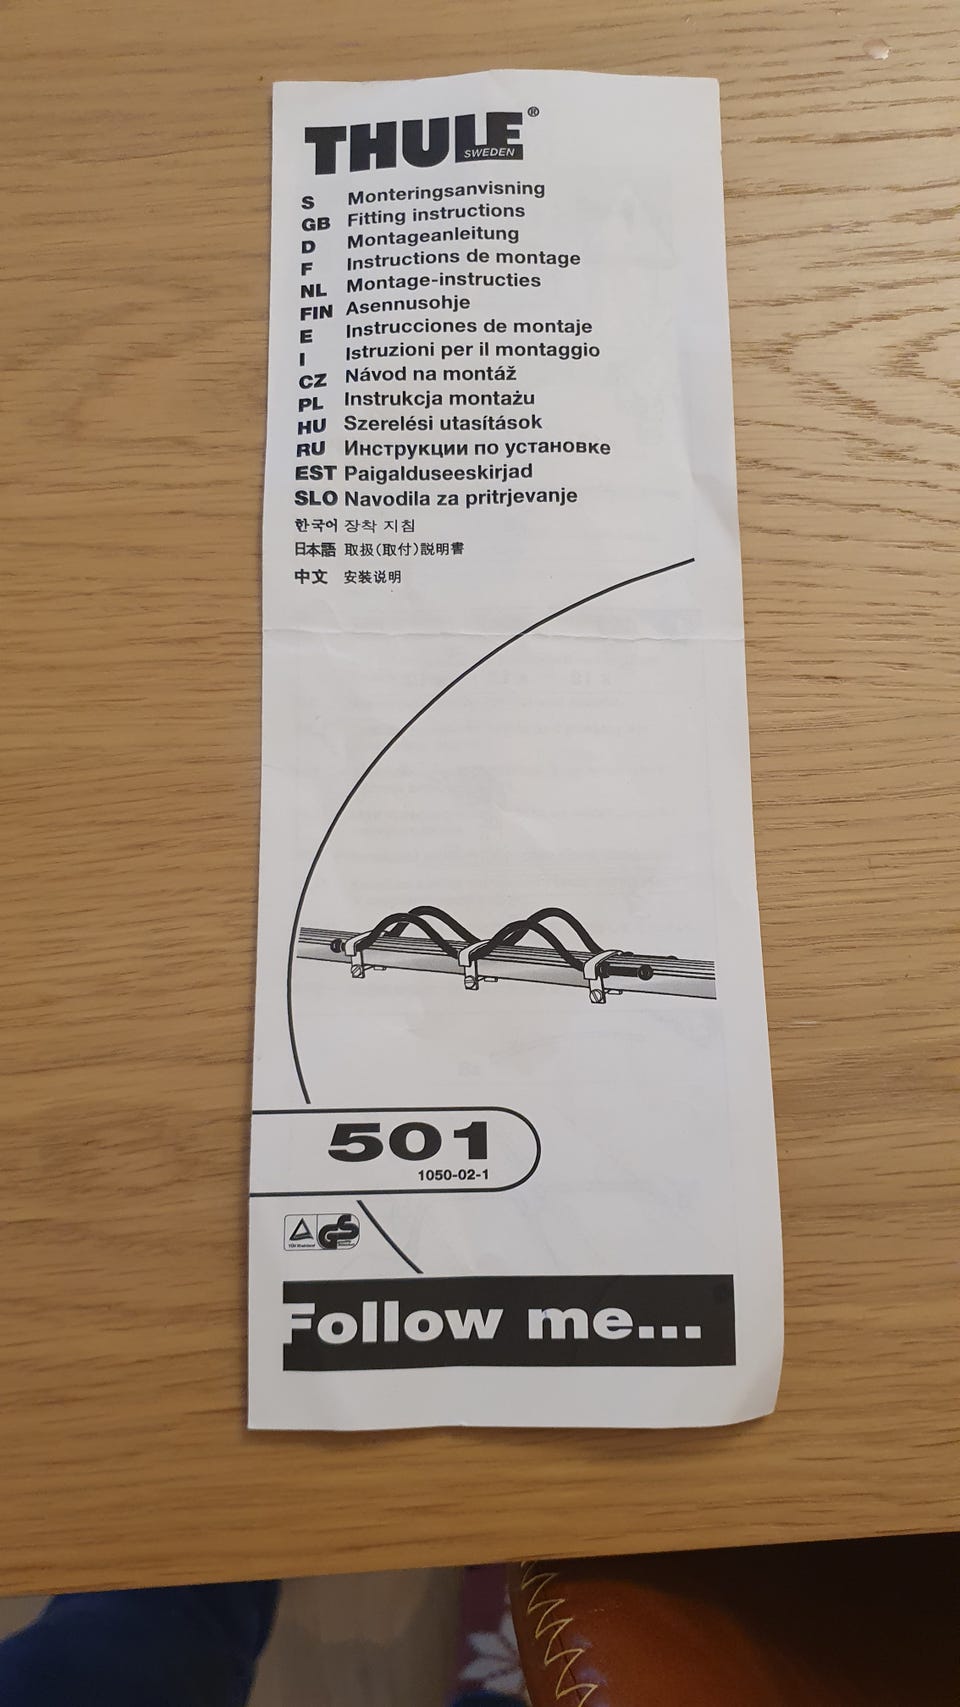 THULE®
SWEDEN
S Monteringsanvisning
GB Fitting instructions
D Montageanleitung
F Instructions de montage
NL Montage-instructies
FIN Asennusohje
E Instrucciones de montaje
I Istruzioni per il montaggio
CZ Návod na montáž
PL Instrukcja montażu
HU Szerelési utasítások
RU Инструкции по установке
EST Paigalduseeskirjad
SLO Navodila za pritrjevanje
한국어 장착 지침
日本語 取扱(取付)説明書
中文 安装说明
501
1050-02-1
TÜV Rheinland
GS
Follow me...